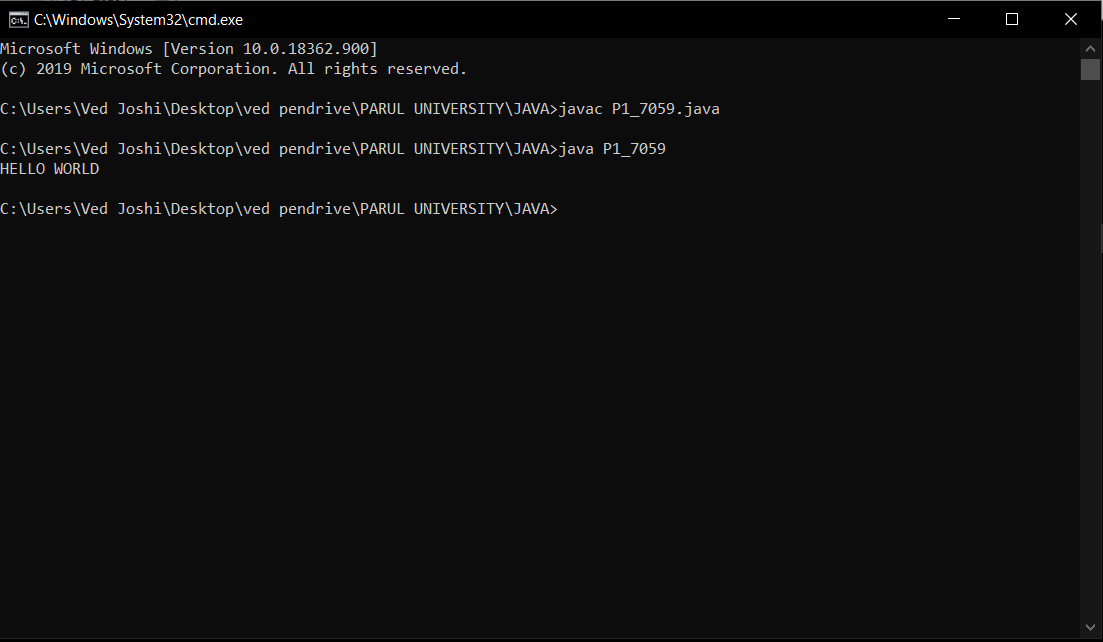 C:\Windows\System32\cmd.exe
Microsoft Windows [Version 10.0.18362.900]
(c) 2019 Microsoft Corporation. All rights reserved.
C:\Users\Ved Joshi\Desktop\ved pendrive\PARUL UNIVERSITY\JAVA>javac P1_7059.java
C:\Users\Ved Joshi\Desktop\ved pendrive\PARUL UNIVERSITY\JAVA>java P1_7059
HELLO WORLD
C:\Users\Ved Joshi\Desktop\ved pendrive\PARUL UNIVERSITY\JAVA>